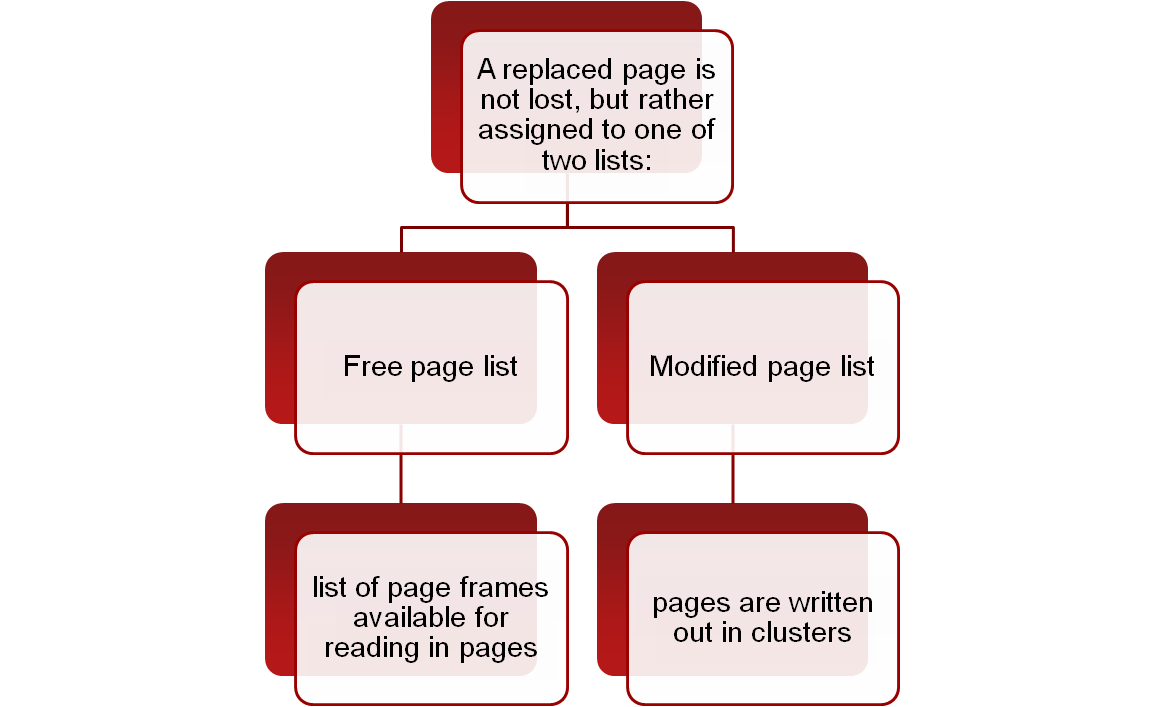 A replaced page is
not lost, but rather
assigned to one of
two lists:
Free page list
Modified page list
list of page frames
available for
reading in pages
pages are written
out in clusters